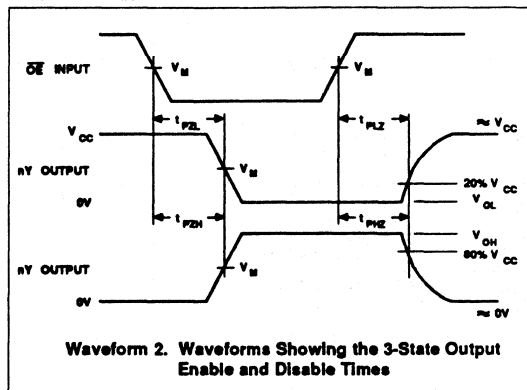 OE INPUT
VM
VM
tPZL
tPLZ
≈ VCC
VCC
nY OUTPUT
VM
20% VCC
0V
VOL
tPZH
tPHZ
VOH
80% VCC
nY OUTPUT
VM
0V
≈ 0V
Waveform 2. Waveforms Showing the 3-State Output
Enable and Disable Times